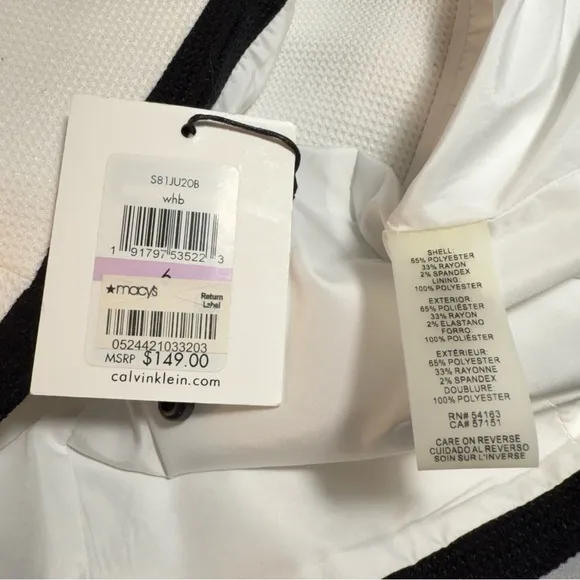 S81JU20B
whb
1 91797 53522 3
6
★macy's
Return
Label
0524421033203
MSRP $149.00
calvinklein.com
SHELL:
65% POLYESTER
33% RAYON
2% SPANDEX
LINING:
100% POLYESTER
EXTERIOR:
65% POLIÉSTER
33% RAYON
2% ELASTANO
FORRO:
100% POLIÉSTER
EXTÉRIEUR:
65% POLYESTER
33% RAYONNE
2% SPANDEX
DOUBLURE:
100% POLYESTER
RN# 54163
CA# 57151
CARE ON REVERSE
CUIDADO AL REVERSO
SOIN SUR L'INVERSE